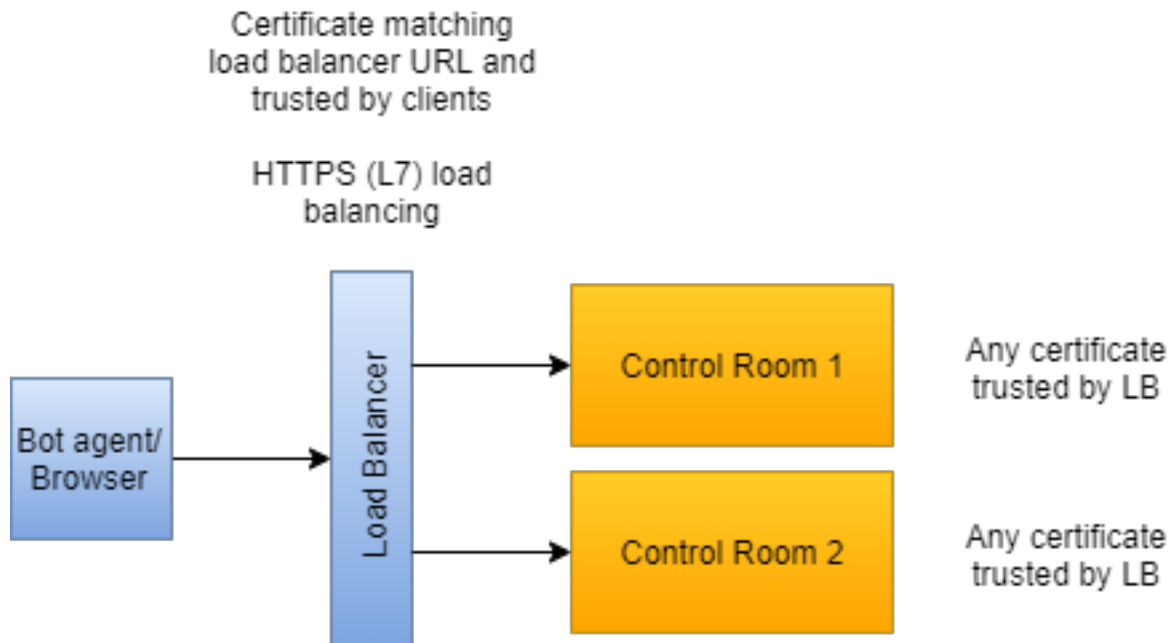 Certificate matching
load balancer URL and
trusted by clients
HTTPS (L7) load
balancing
Bot agent/
Browser
Load Balancer
Control Room 1
Any certificate
trusted by LB
Control Room 2
Any certificate
trusted by LB